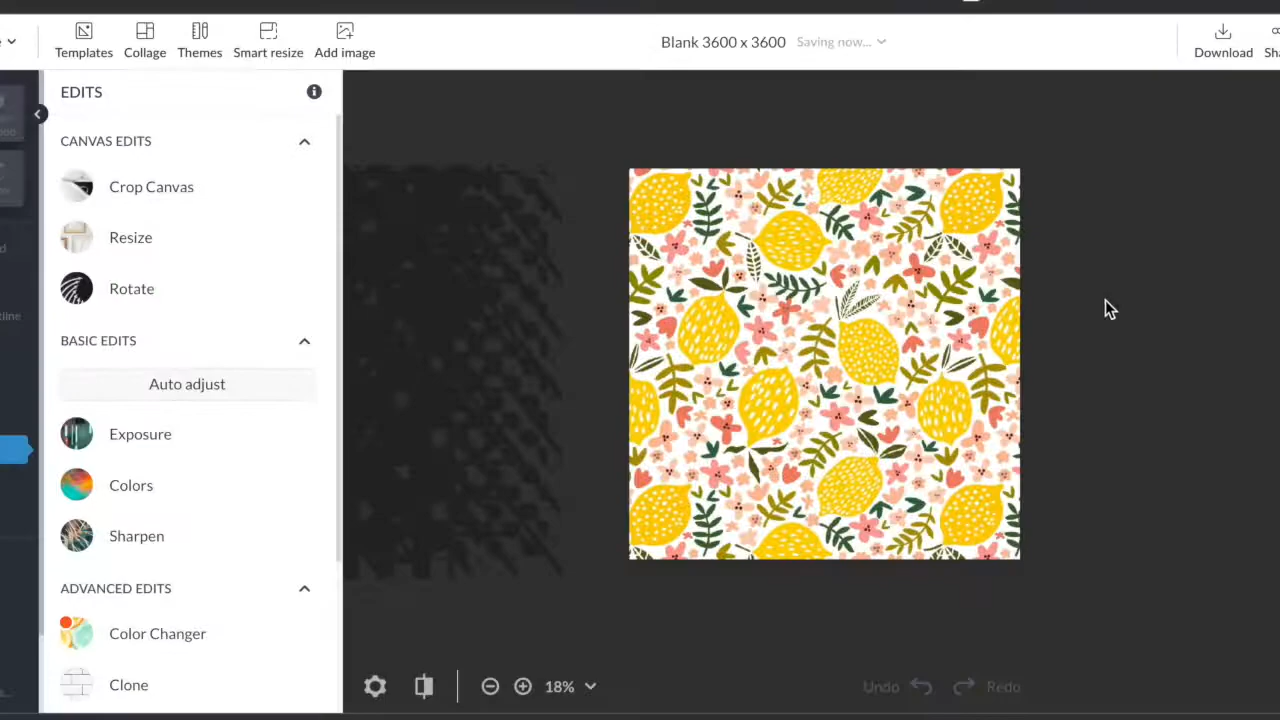 Templates
Collage
Themes
Smart resize
Add image
Blank 3600 x 3600
Saving now...
Download
EDITS
CANVAS EDITS
Crop Canvas
Resize
Rotate
BASIC EDITS
Auto adjust
Exposure
Colors
Sharpen
ADVANCED EDITS
Color Changer
Clone
18%
Undo
Redo